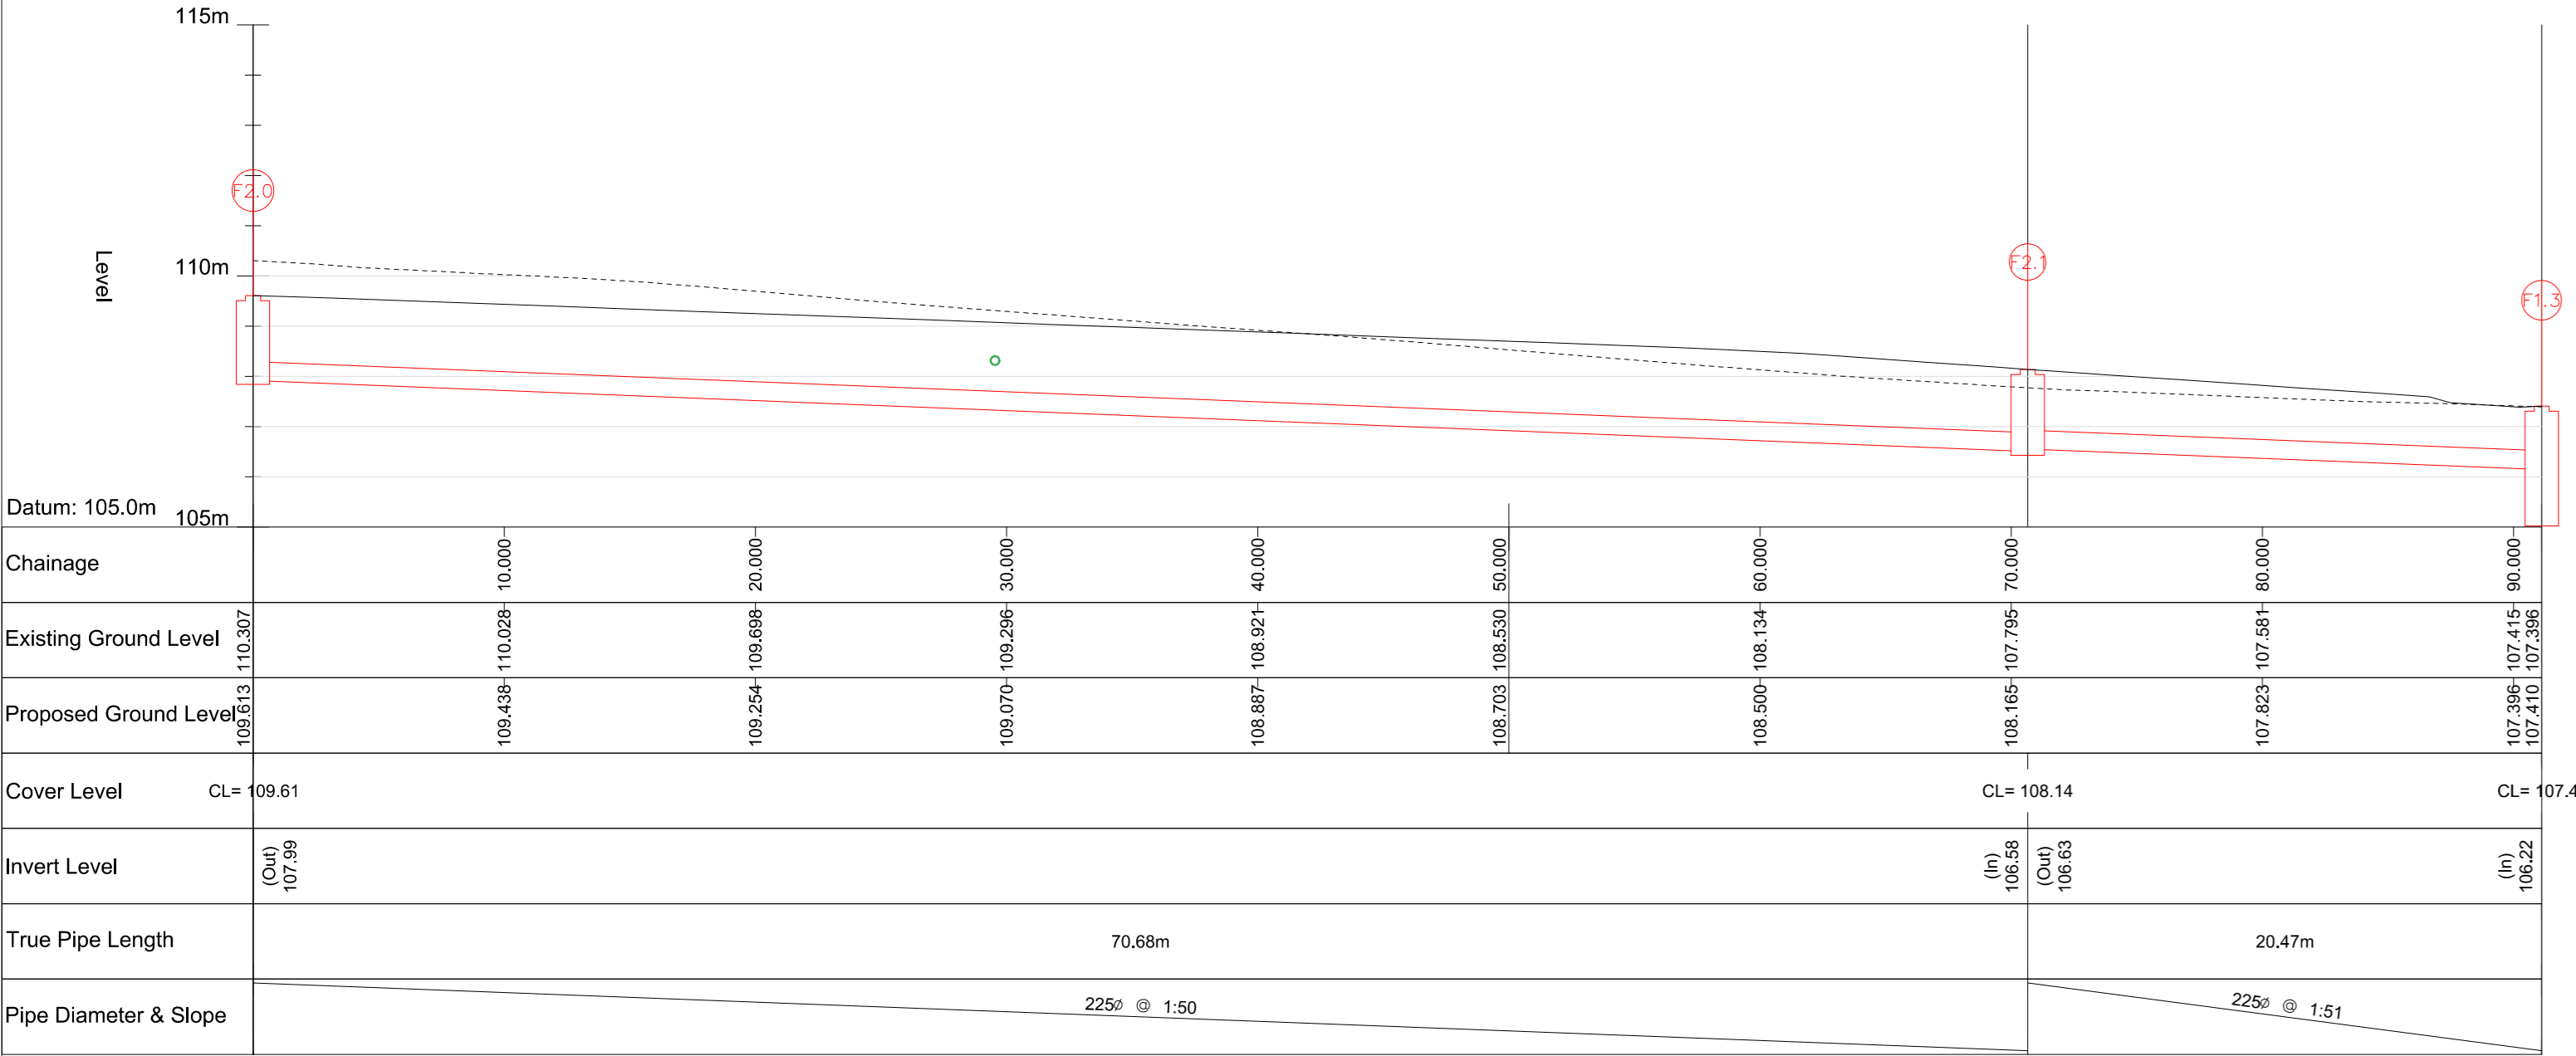 115m
F2.0
Level
110m
F2.1
F1.3
Datum: 105.0m
105m
Chainage
10.000
20.000
30.000
40.000
50.000
60.000
70.000
80.000
90.000
Existing Ground Level
110.307
110.028
109.698
109.296
108.921
108.530
108.134
107.795
107.581
107.415
107.396
Proposed Ground Level
109.613
109.438
109.254
109.070
108.887
108.703
108.500
108.165
107.823
107.396
107.410
Cover Level
CL= 109.61
CL= 108.14
CL= 107.4
Invert Level
(Out)
107.99
(In)
106.58
(Out)
106.63
(In)
106.22
True Pipe Length
70.68m
20.47m
Pipe Diameter & Slope
225Ø @ 1:50
225Ø @ 1:51